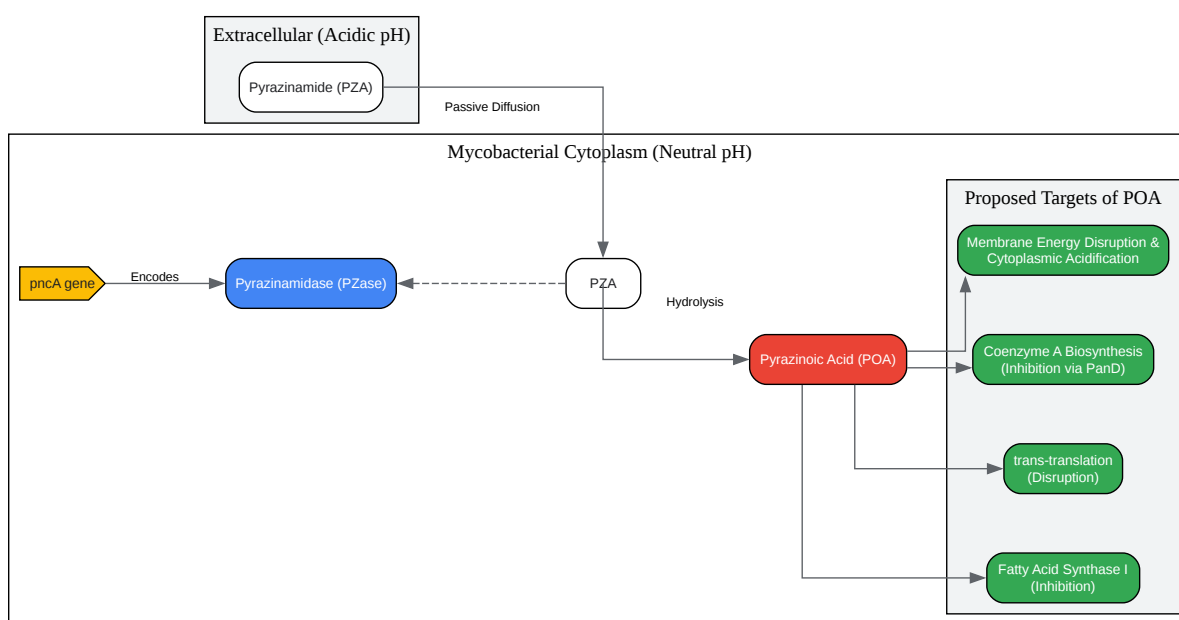 Extracellular (Acidic pH)
Pyrazinamide (PZA)
Passive Diffusion
Mycobacterial Cytoplasm (Neutral pH)
Proposed Targets of POA
Membrane Energy Disruption &
Cytoplasmic Acidification
pncA gene
Encodes
Pyrazinamidase (PZase)
PZA
Hydrolysis
Pyrazinoic Acid (POA)
Coenzyme A Biosynthesis
(Inhibition via PanD)
trans-translation
(Disruption)
Fatty Acid Synthase I
(Inhibition)